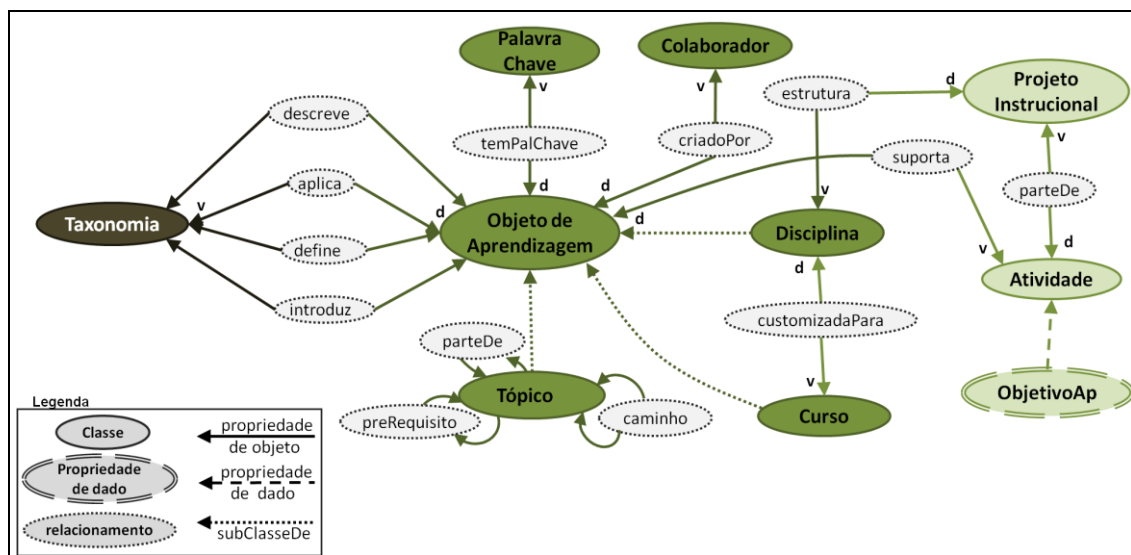 Palavra
Chave
Colaborador
v
v
estrutura
d
Projeto
Instrucional
descreve
temPalChave
criadoPor
suporta
v
aplica
v
parteDe
d
d
Taxonomia
d
Objeto de
Aprendizagem
d
v
Disciplina
v
d
define
d
Atividade
introduz
customizadaPara
parteDe
v
ObjetivoAp
Tópico
preRequisito
caminho
Curso
Legenda
Classe
propriedade
de objeto
Propriedade
de dado
propriedade
de dado
relacionamento
subClasseDe